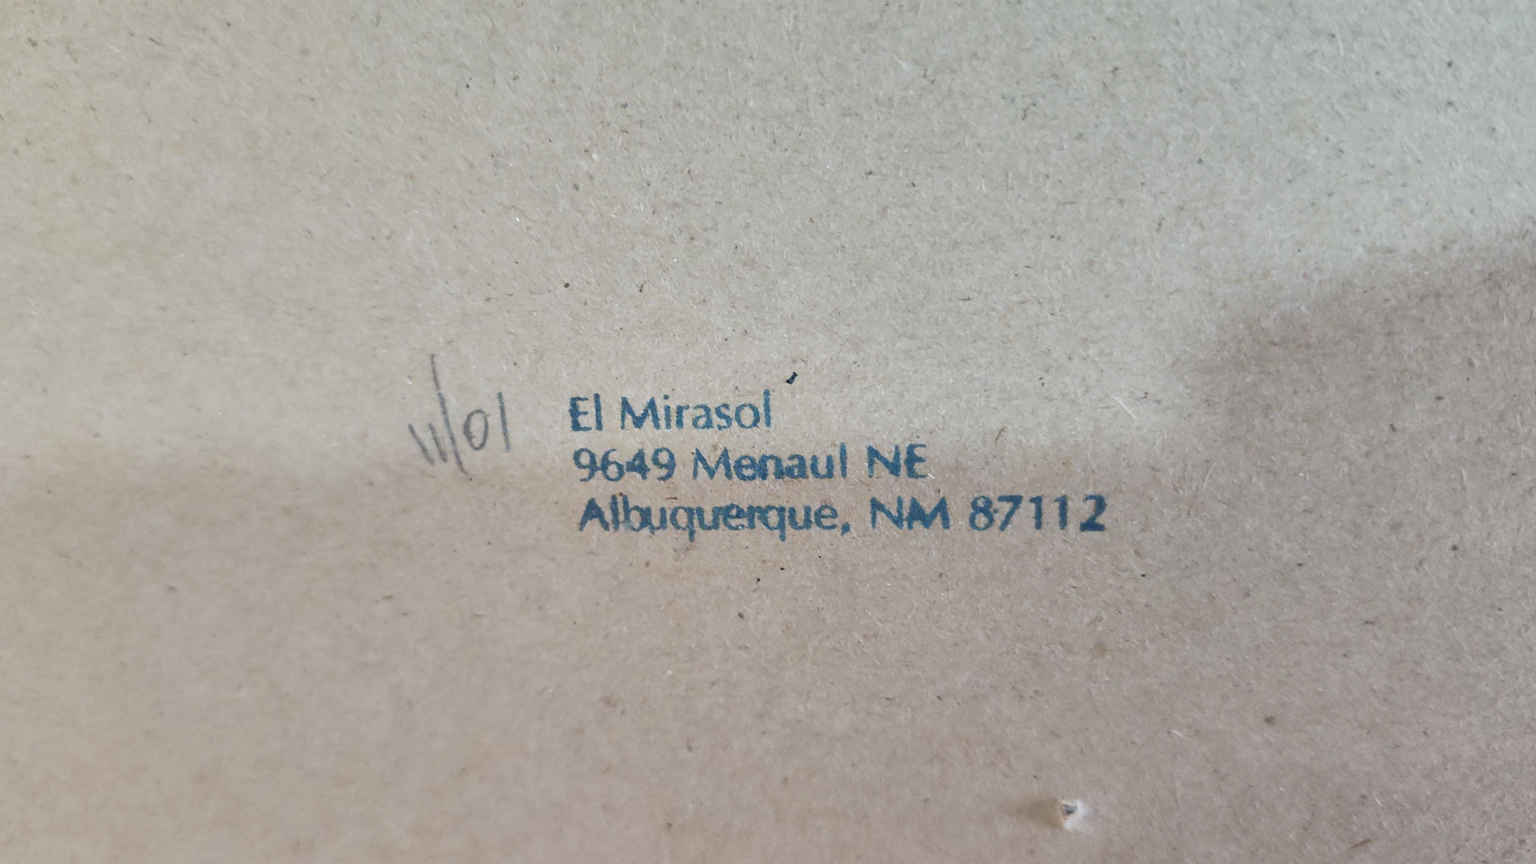 11/01
El Mirasol
9649 Menaul NE
Albuquerque, NM 87112